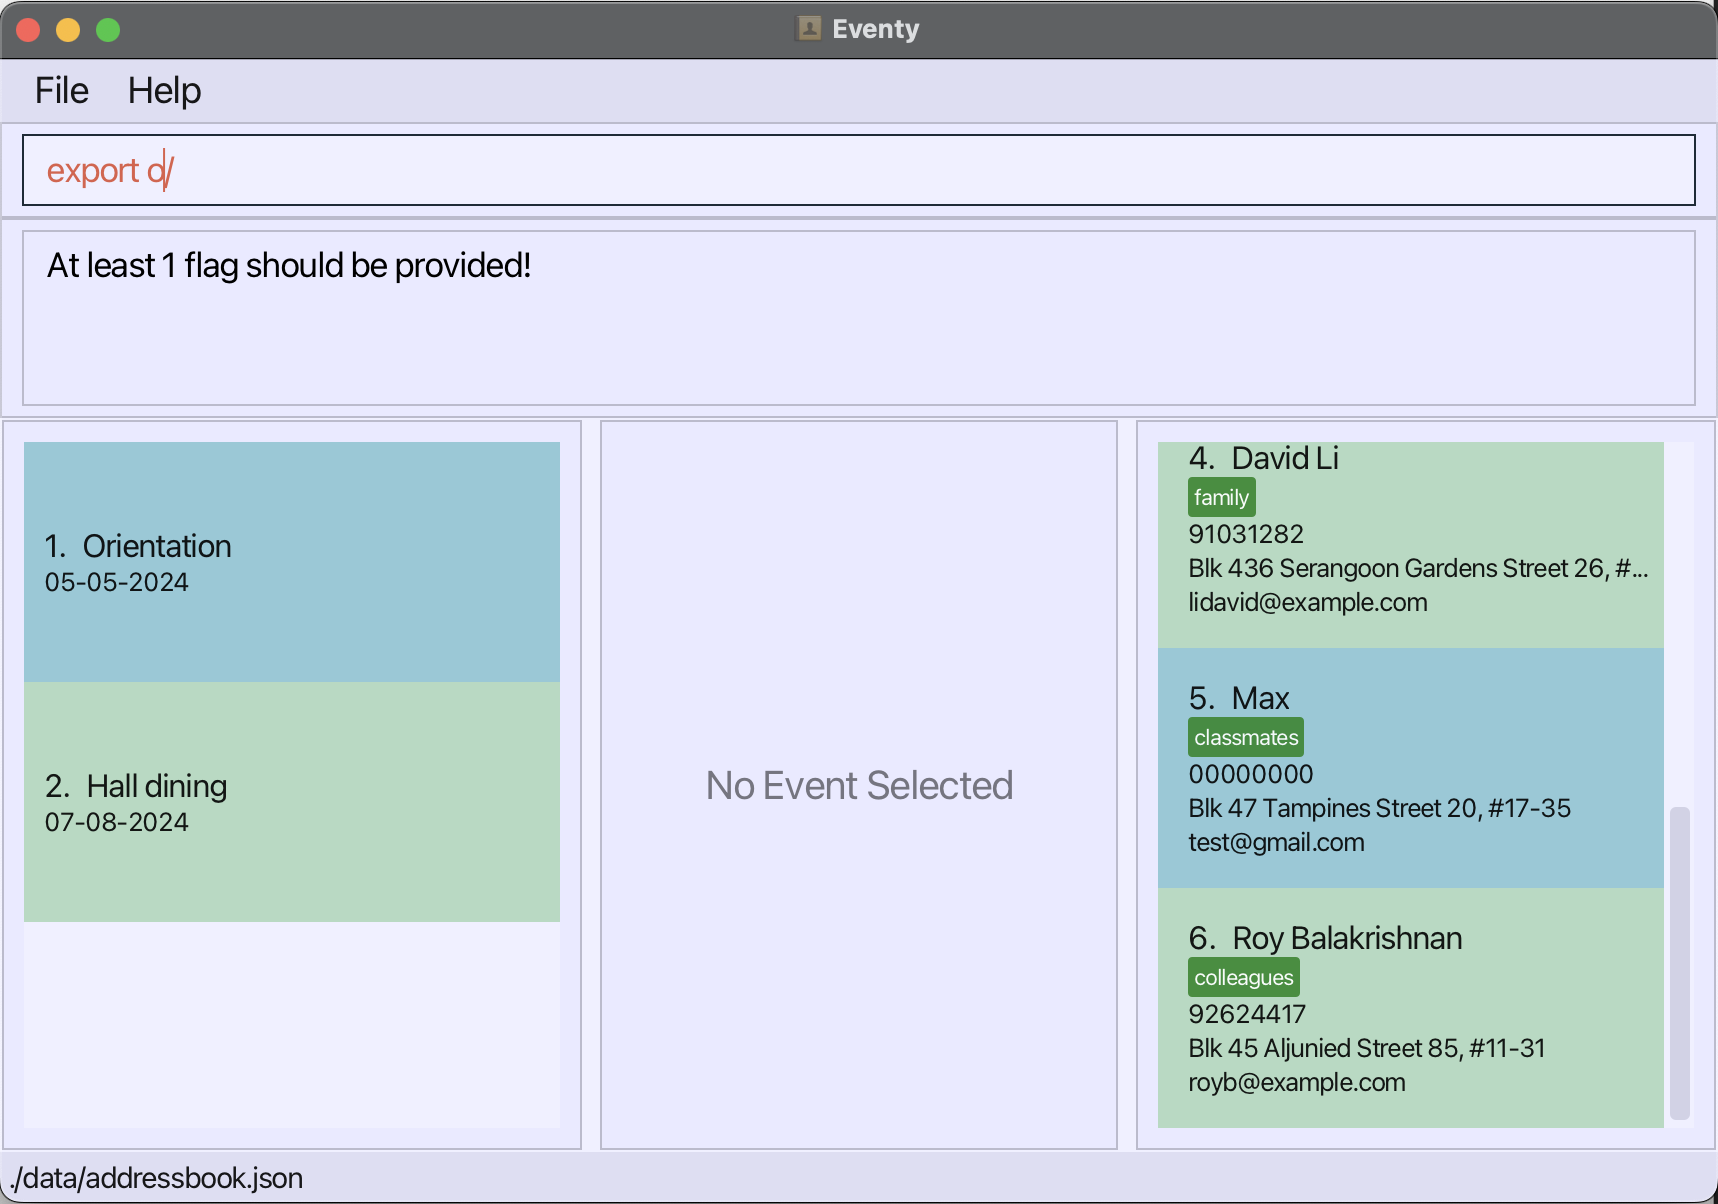 Eventy
File Help
export o/
At least 1 flag should be provided!
1. Orientation
05-05-2024
2. Hall dining
07-08-2024
No Event Selected
4. David Li
family
91031282
Blk 436 Serangoon Gardens Street 26, #...
lidavid@example.com
5. Max
classmates
00000000
Blk 47 Tampines Street 20, #17-35
test@gmail.com
6. Roy Balakrishnan
colleagues
92624417
Blk 45 Aljunied Street 85, #11-31
royb@example.com
./data/addressbook.json